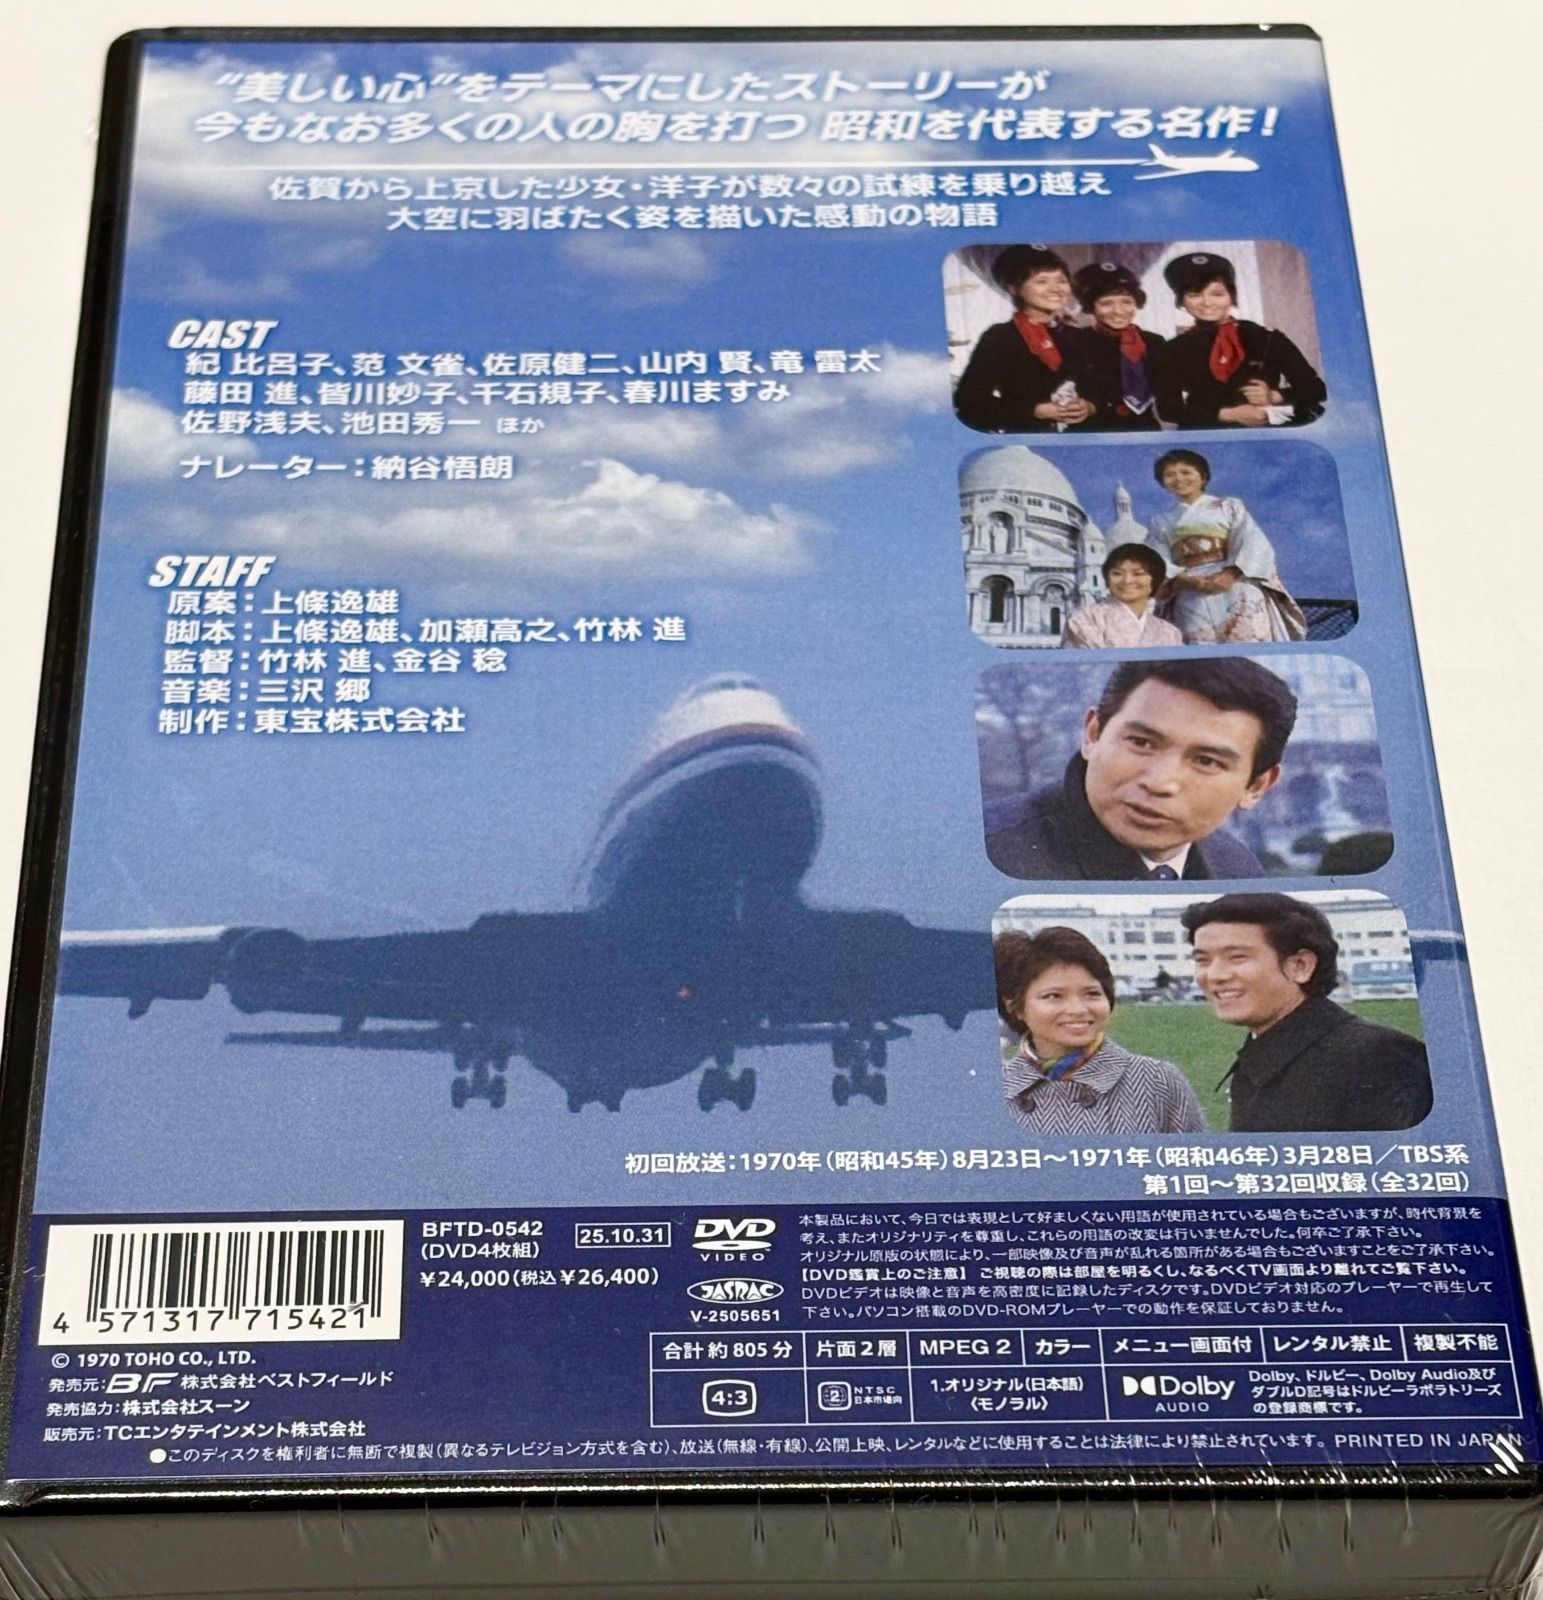 “美しい心”をテーマにしたストーリーが
今もなお多くの人の胸を打つ 昭和を代表する名作！
佐賀から上京した少女・洋子が数々の試練を乗り越え
大空に羽ばたく姿を描いた感動の物語
CAST
紀 比呂子、范 文雀、佐原健二、山内 賢、竜 雷太
藤田 進、皆川妙子、千石規子、春川ますみ
佐野浅夫、池田秀一 ほか
ナレーター：納谷悟朗
STAFF
原案：上條逸雄
脚本：上條逸雄、加瀬高之、竹林 進
監督：竹林 進、金谷 稔
音楽：三沢 郷
制作：東宝株式会社
初回放送：1970年（昭和45年）8月23日～1971年（昭和46年）3月28日／TBS系
第1回～第32回収録（全32回）
4 571317 715421
BFTD-0542
25.10.31
（DVD4枚組）
￥24,000（税込￥26,400）
DVD
VIDEO
JASRAC
V-2505651
本製品において、今日では表現として好ましくない用語が使用されている場合もございますが、時代背景を
考え、またオリジナリティを尊重し、これらの用語の改変は行いませんでした。何卒ご了承下さい。
オリジナル原版の状態により、一部映像及び音声が乱れる箇所がある場合もございますことをご了承下さい。
【DVD鑑賞上のご注意】 ご視聴の際は部屋を明るくし、なるべくTV画面より離れてご覧下さい。
DVDビデオは映像と音声を高密度に記録したディスクです。DVDビデオ対応のプレーヤーで再生して
下さい。パソコン搭載のDVD-ROMプレーヤーでの動作を保証しておりません。
合計 約 805 分
片面 2 層
MPEG 2
カラー
メニュー画面付
レンタル禁止
複製不能
4:3
2
NTSC
日本市場向
1.オリジナル（日本語）
〈モノラル〉
Dolby
AUDIO
Dolby、ドルビー、Dolby Audio及び
ダブルD記号はドルビーラボラトリーズ
の登録商標です。
© 1970 TOHO CO., LTD.
発売元：BF 株式会社ベストフィールド
発売協力：株式会社スーン
販売元：TCエンタテインメント株式会社
●このディスクを権利者に無断で複製（異なるテレビジョン方式を含む）、放送（無線・有線）、公開上映、レンタルなどに使用することは法律により禁止されています。 PRINTED IN JAPAN